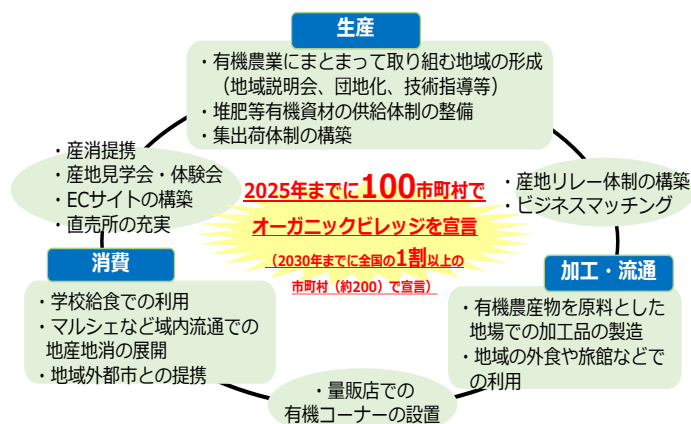 生産
・有機農業にまとまって取り組む地域の形成
（地域説明会、団地化、技術指導等）
・堆肥等有機資材の供給体制の整備
・集出荷体制の構築
・産消提携
・産地見学会・体験会
・ECサイトの構築
・直売所の充実
2025年までに100市町村で
オーガニックビレッジを宣言
（2030年までに全国の1割以上の
市町村（約200）で宣言）
・産地リレー体制の構築
・ビジネスマッチング
消費
・学校給食での利用
・マルシェなど域内流通での
地産地消の展開
・地域外都市との提携
加工・流通
・有機農産物を原料とした
地場での加工品の製造
・地域の外食や旅館などで
の利用
・量販店での
有機コーナーの設置